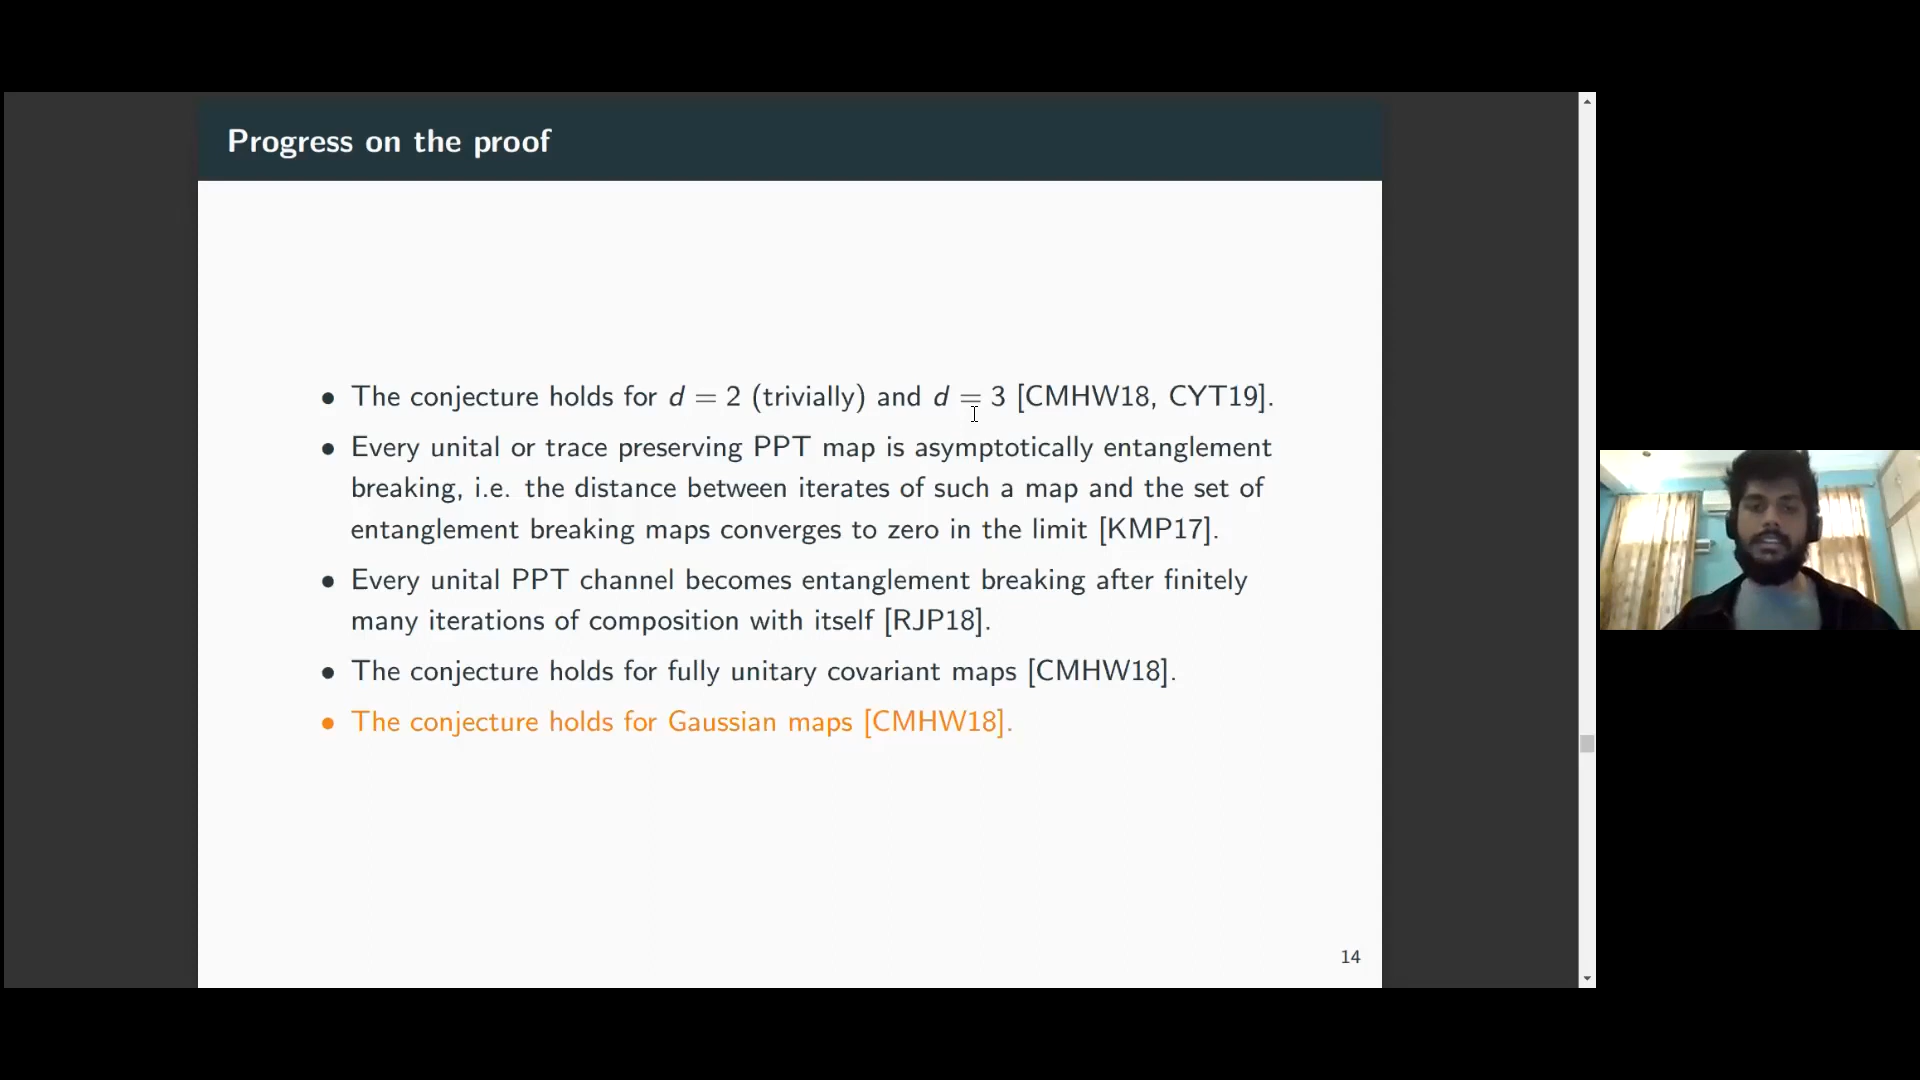 Progress on the proof
• The conjecture holds for d = 2 (trivially) and d = 3 [CMHW18, CYT19].
• Every unital or trace preserving PPT map is asymptotically entanglement
breaking, i.e. the distance between iterates of such a map and the set of
entanglement breaking maps converges to zero in the limit [KMP17].
• Every unital PPT channel becomes entanglement breaking after finitely
many iterations of composition with itself [RJP18].
• The conjecture holds for fully unitary covariant maps [CMHW18].
• The conjecture holds for Gaussian maps [CMHW18].
14